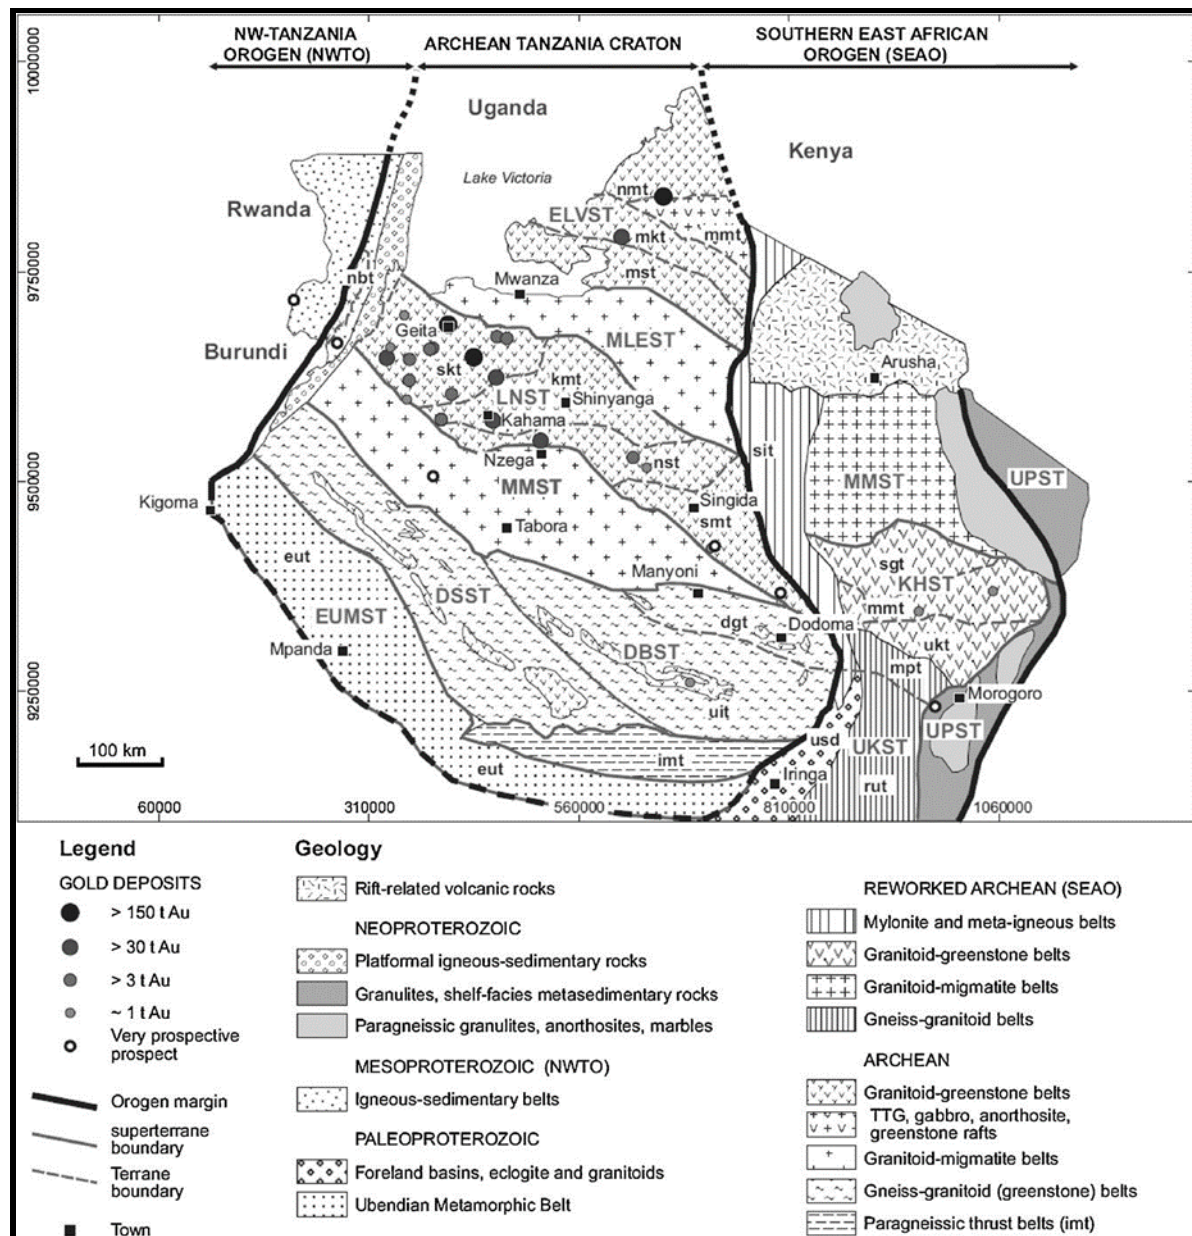 NW-TANZANIA
OROGEN (NWTO)
ARCHEAN TANZANIA CRATON
SOUTHERN EAST AFRICAN
OROGEN (SEAO)
10000000
9750000
9500000
9250000
Uganda
Kenya
Lake Victoria
Rwanda
Burundi
nmt
ELVST
mkt
mmt
mst
nbt
Mwanza
MLEST
Geita
skt
kmt
LNST
Shinyanga
Kahama
Arusha
Nzega
nst
sit
MMST
MMST
UPST
Kigoma
Singida
smt
Tabora
eut
Manyoni
sgt
KHST
DSST
EUMST
dgt
mmt
Dodoma
Mpanda
DBST
ukt
mpt
Morogoro
uit
UPST
usd
UKST
100 km
imt
eut
Iringa
rut
60000
310000
560000
810000
1060000
Legend
GOLD DEPOSITS
> 150 t Au
> 30 t Au
> 3 t Au
~ 1 t Au
Very prospective
prospect
Orogen margin
superterrane
boundary
Terrane
boundary
Town
Geology
Rift-related volcanic rocks
NEOPROTEROZOIC
Platformal igneous-sedimentary rocks
Granulites, shelf-facies metasedimentary rocks
Paragneissic granulites, anorthosites, marbles
MESOPROTEROZOIC (NWTO)
Igneous-sedimentary belts
PALEOPROTEROZOIC
Foreland basins, eclogite and granitoids
Ubendian Metamorphic Belt
REWORKED ARCHEAN (SEAO)
Mylonite and meta-igneous belts
Granitoid-greenstone belts
Granitoid-migmatite belts
Gneiss-granitoid belts
ARCHEAN
Granitoid-greenstone belts
TTG, gabbro, anorthosite,
greenstone rafts
Granitoid-migmatite belts
Gneiss-granitoid (greenstone) belts
Paragneissic thrust belts (imt)